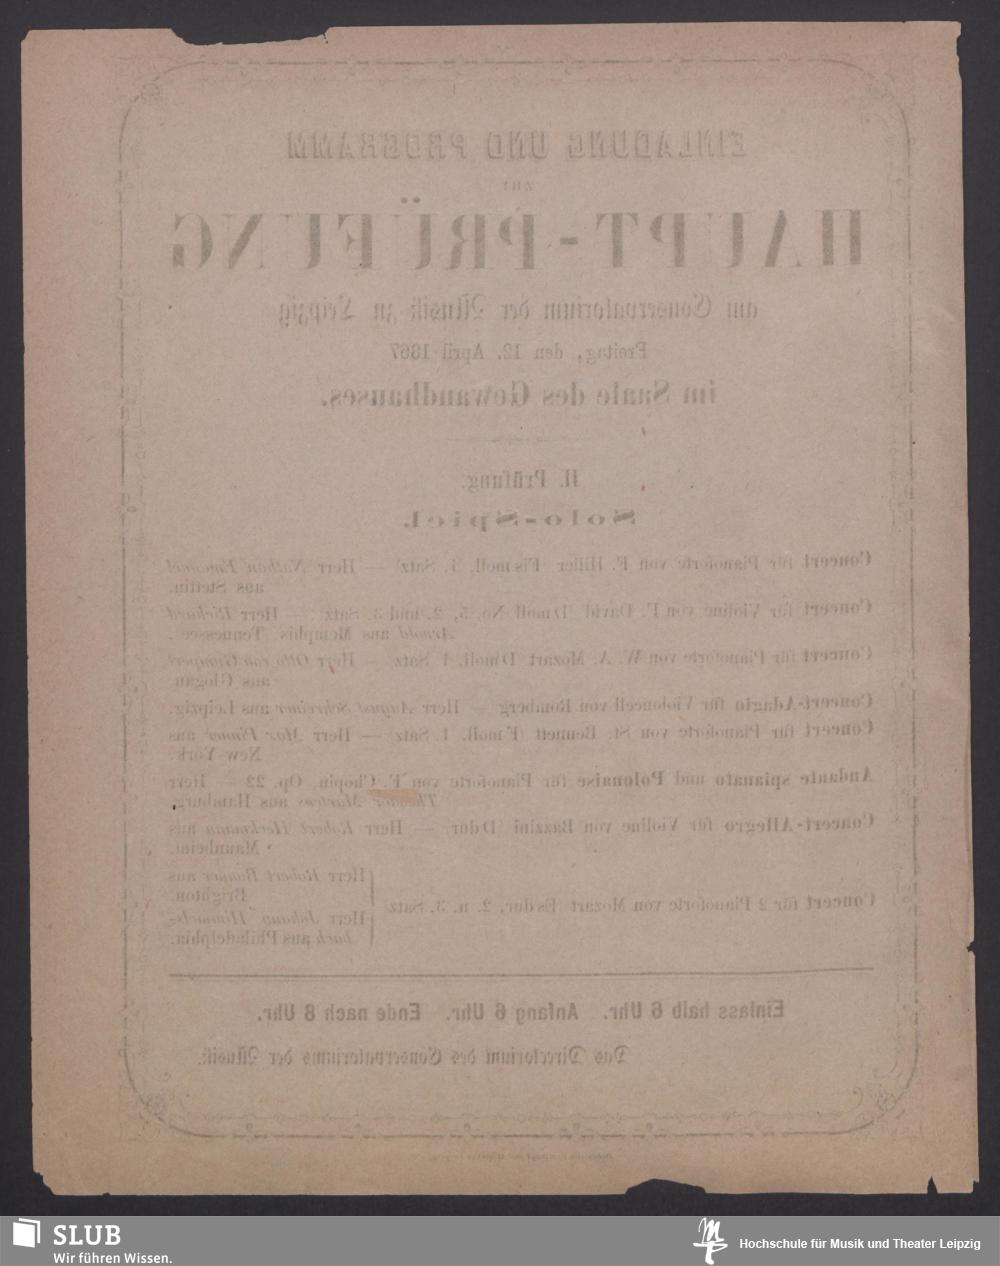 EINLADUNG UND PROGRAMM
zur
HAUPT-PRÜFUNG
am Conservatorium der Musik zu Leipzig
Freitag, den 12. April 1867
im Saale des Gewandhauses.
II. Prüfung.
Solo-Spiel.
Concert für Pianoforte von F. Hiller (Fis moll, 1. Satz) — Herr Nathan
aus Stettin.
Concert für Violine von F. David (D moll No. 5, 2. und 3. Satz) — Herr Richard
Arnold aus Memphis (Tennessee).
Concert für Pianoforte von W. A. Mozart (D moll, 1. Satz) — Herr Otto von
aus Glogau.
Concert-Adagio für Violoncell von Romberg — Herr August Schreiner aus Leipzig.
Concert für Pianoforte von St. Bennett (F moll, 1. Satz) — Herr Max Pinner aus
New-York.
Andante spianato und Polonaise für Pianoforte von F. Chopin, Op. 22 — Herr
Theodor Martens aus Hamburg.
Concert-Allegro für Violine von Bazzini (D dur) — Herr Robert Heckmann aus
Mannheim.
Concert für 2 Pianoforte von Mozart (Es dur, 2. u. 3. Satz)
Herr Robert aus
Brighton.
Herr Johann Himmels-
bach aus Philadelphia.
Einlass halb 6 Uhr. Anfang 6 Uhr. Ende nach 8 Uhr.
Das Directorium des Conservatoriums der Musik.
SLUB
Wir führen Wissen.
Hochschule für Musik und Theater Leipzig